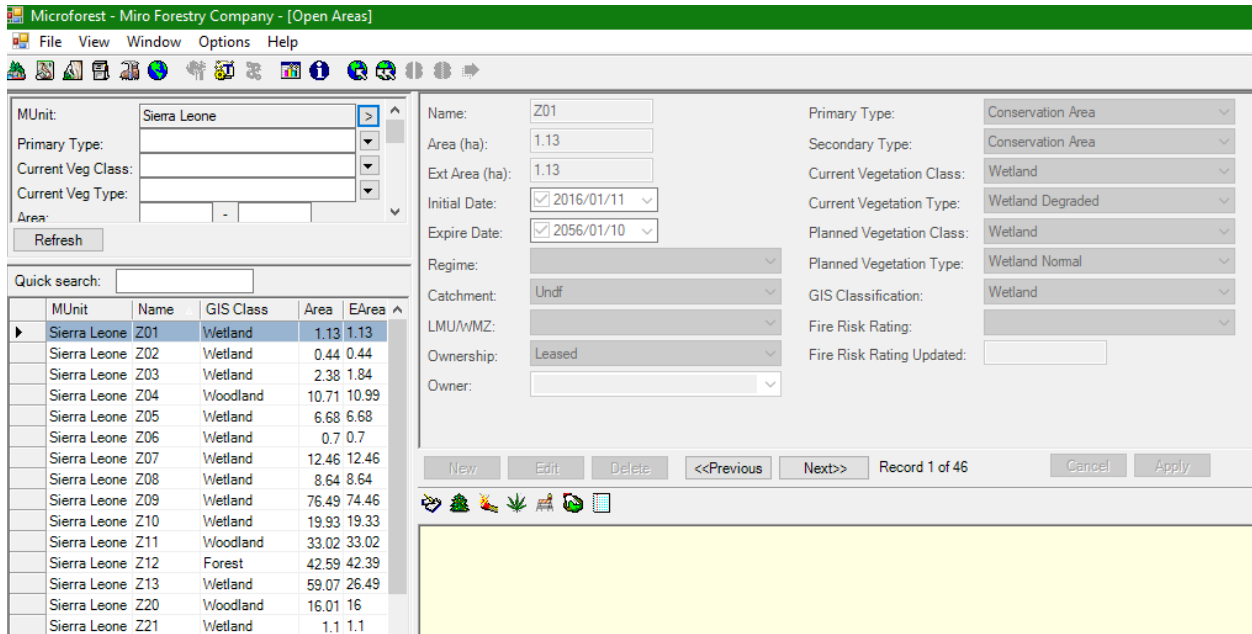 Microforest - Miro Forestry Company - [Open Areas]
File View Window Options Help
MUnit: Sierra Leone >
Primary Type:
Current Veg Class:
Current Veg Type:
Area: -
Refresh
Quick search:
MUnit Name GIS Class Area EArea
Sierra Leone Z01 Wetland 1.13 1.13
Sierra Leone Z02 Wetland 0.44 0.44
Sierra Leone Z03 Wetland 2.38 1.84
Sierra Leone Z04 Woodland 10.71 10.99
Sierra Leone Z05 Wetland 6.68 6.68
Sierra Leone Z06 Wetland 0.7 0.7
Sierra Leone Z07 Wetland 12.46 12.46
Sierra Leone Z08 Wetland 8.64 8.64
Sierra Leone Z09 Wetland 76.49 74.46
Sierra Leone Z10 Wetland 19.93 19.33
Sierra Leone Z11 Woodland 33.02 33.02
Sierra Leone Z12 Forest 42.59 42.39
Sierra Leone Z13 Wetland 59.07 26.49
Sierra Leone Z20 Woodland 16.01 16
Sierra Leone Z21 Wetland 1.1 1.1
Name: Z01
Area (ha): 1.13
Ext Area (ha): 1.13
Initial Date: 2016/01/11
Expire Date: 2056/01/10
Regime:
Catchment: Undf
LMU/WMZ:
Ownership: Leased
Owner:
Primary Type: Conservation Area
Secondary Type: Conservation Area
Current Vegetation Class: Wetland
Current Vegetation Type: Wetland Degraded
Planned Vegetation Class: Wetland
Planned Vegetation Type: Wetland Normal
GIS Classification: Wetland
Fire Risk Rating:
Fire Risk Rating Updated:
New Edit Delete <<Previous Next>> Record 1 of 46 Cancel Apply